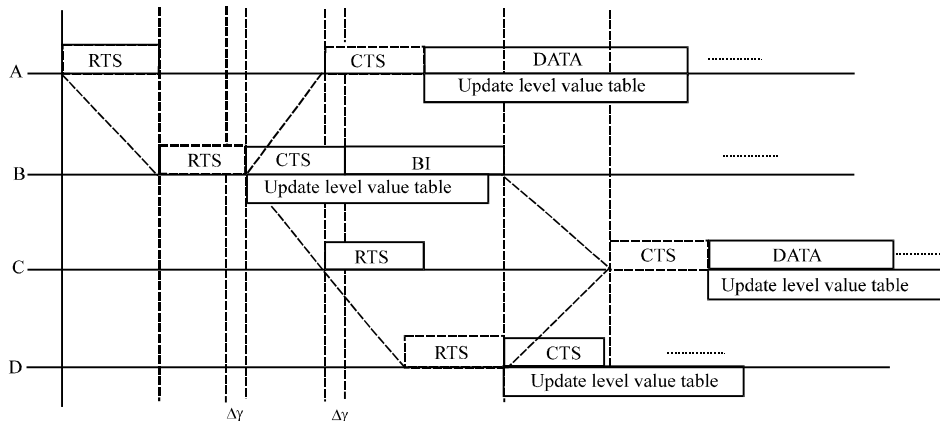 A RTS CTS DATA
Update level value table
B RTS CTS BI
Update level value table
C RTS CTS DATA
Update level value table
D RTS CTS
Update level value table
Δγ Δγ